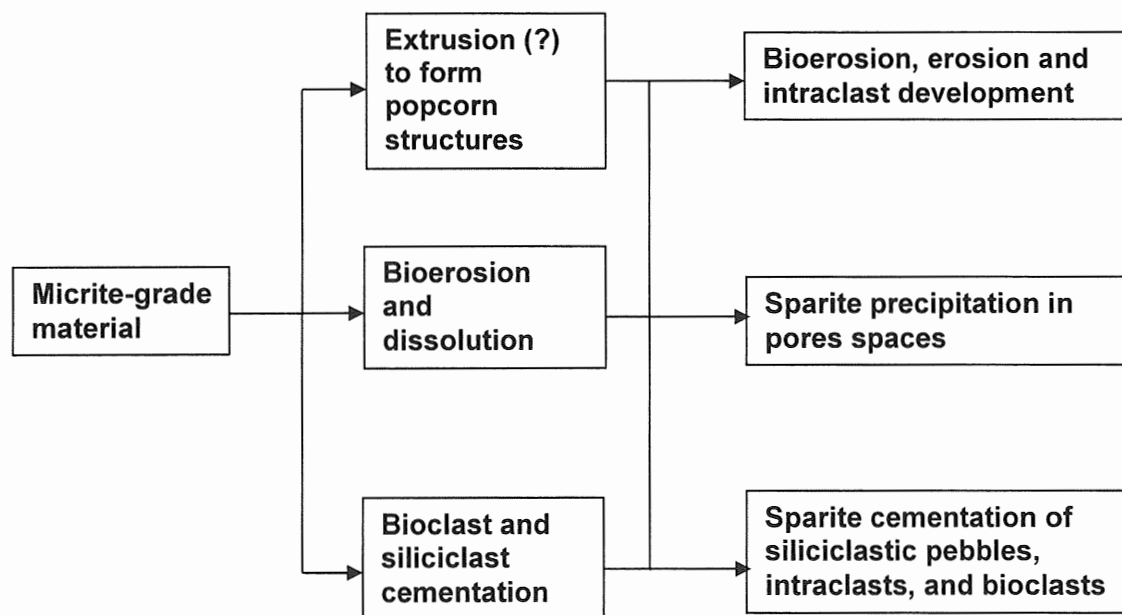 Extrusion (?)
to form
popcorn
structures
Bioerosion, erosion and
intraclast development
Micrite-grade
material
Bioerosion
and
dissolution
Sparite precipitation in
pores spaces
Bioclast and
siliciclast
cementation
Sparite cementation of
siliciclastic pebbles,
intraclasts, and bioclasts